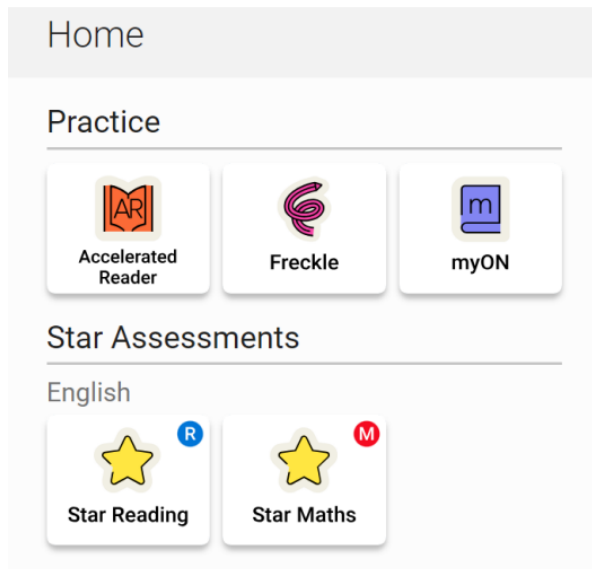 Home
Practice
AR
Accelerated
Reader
Freckle
m
myON
Star Assessments
English
R
Star Reading
M
Star Maths